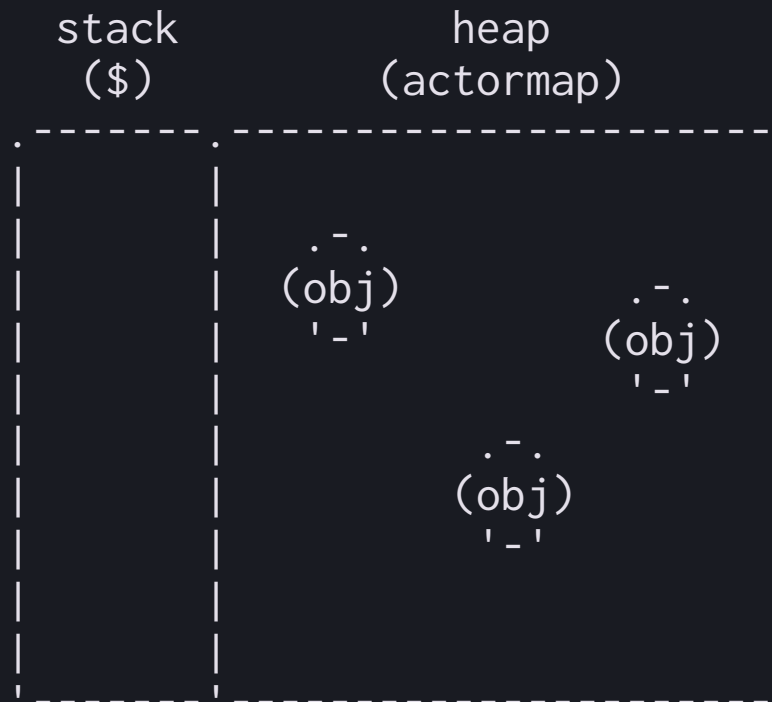 stack heap
($) (actormap)
.-------.----------------------
| |
| | .-.
| | (obj) .-.
| | '-' (obj)
| | '-'
| | .-.
| | (obj)
| | '-'
| |
| |
'-------'----------------------